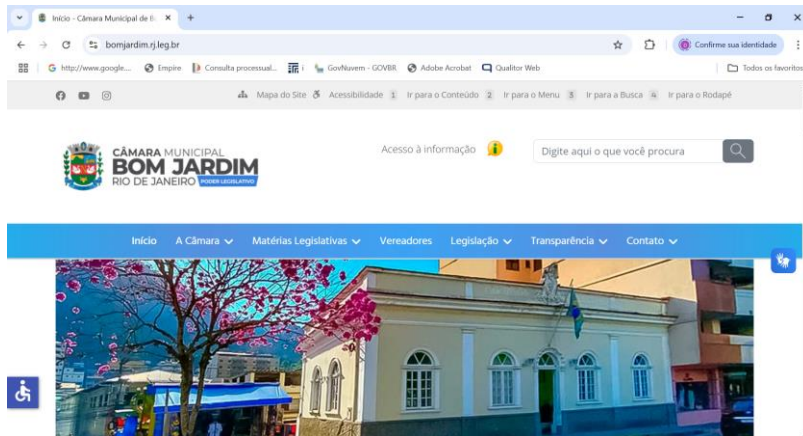 Início - Câmara Municipal de B
bomjardim.rj.leg.br
Confirme sua identidade
http://www.google... Empire Consulta processual... i GovNuvem - GOVBR Adobe Acrobat Qualitor Web Todos os favoritos
Mapa do Site Acessibilidade 1 Ir para o Conteúdo 2 Ir para o Menu 3 Ir para a Busca 4 Ir para o Rodapé
CÂMARA MUNICIPAL
BOM JARDIM
RIO DE JANEIRO PODER LEGISLATIVO
Acesso à informação
Digite aqui o que você procura
Início A Câmara Matérias Legislativas Vereadores Legislação Transparência Contato